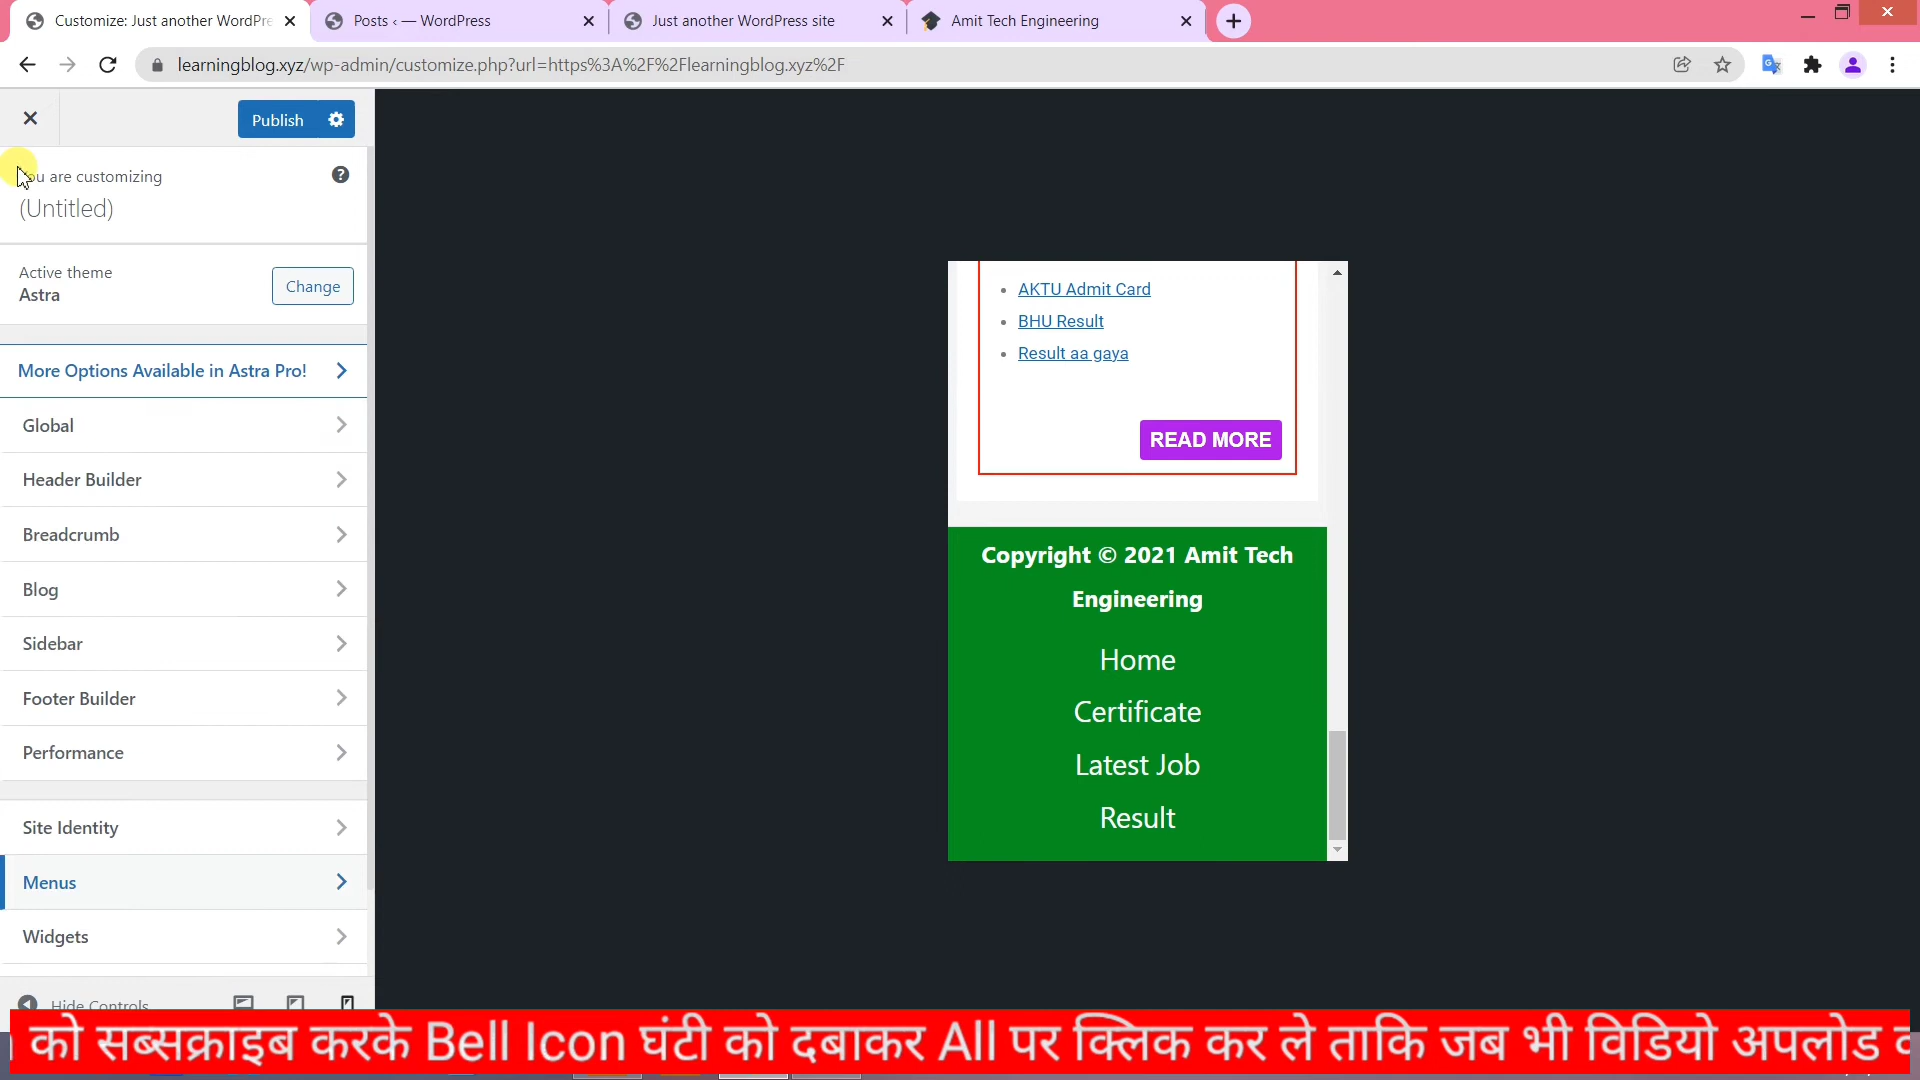 Customize: Just another WordPre
Posts ‹ — WordPress
Just another WordPress site
Amit Tech Engineering
learningblog.xyz/wp-admin/customize.php?url=https%3A%2F%2Flearningblog.xyz%2F
Publish
You are customizing
(Untitled)
Active theme
Astra
Change
More Options Available in Astra Pro!
Global
Header Builder
Breadcrumb
Blog
Sidebar
Footer Builder
Performance
Site Identity
Menus
Widgets
Hide Controls
AKTU Admit Card
BHU Result
Result aa gaya
READ MORE
Copyright © 2021 Amit Tech
Engineering
Home
Certificate
Latest Job
Result
को सब्सक्राइब करके Bell Icon घंटी को दबाकर All पर क्लिक कर ले ताकि जब भी विडियो अपलोड